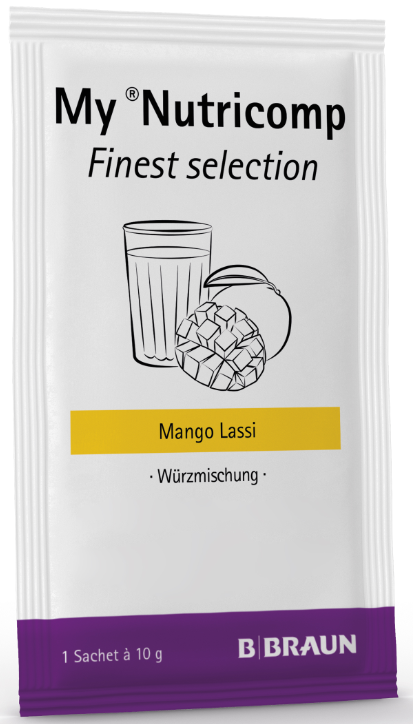 My ®Nutricomp
Finest selection
Mango Lassi
· Würzmischung ·
1 Sachet à 10 g
B|BRAUN